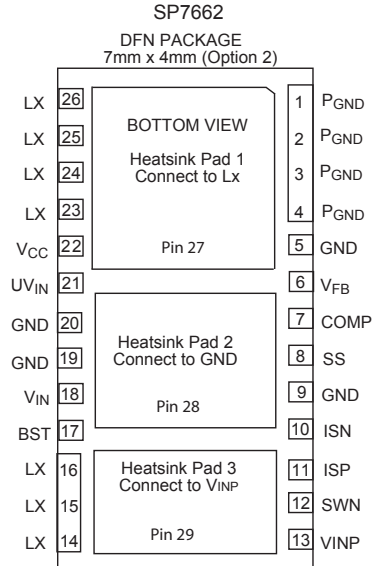 SP7662
DFN PACKAGE
7mm x 4mm (Option 2)
LX 26
LX 25
LX 24
LX 23
VCC 22
UVIN 21
GND 20
GND 19
VIN 18
BST 17
LX 16
LX 15
LX 14
BOTTOM VIEW
Heatsink Pad 1
Connect to Lx
Pin 27
Heatsink Pad 2
Connect to GND
Pin 28
Heatsink Pad 3
Connect to VINP
Pin 29
1 PGND
2 PGND
3 PGND
4 PGND
5 GND
6 VFB
7 COMP
8 SS
9 GND
10 ISN
11 ISP
12 SWN
13 VINP